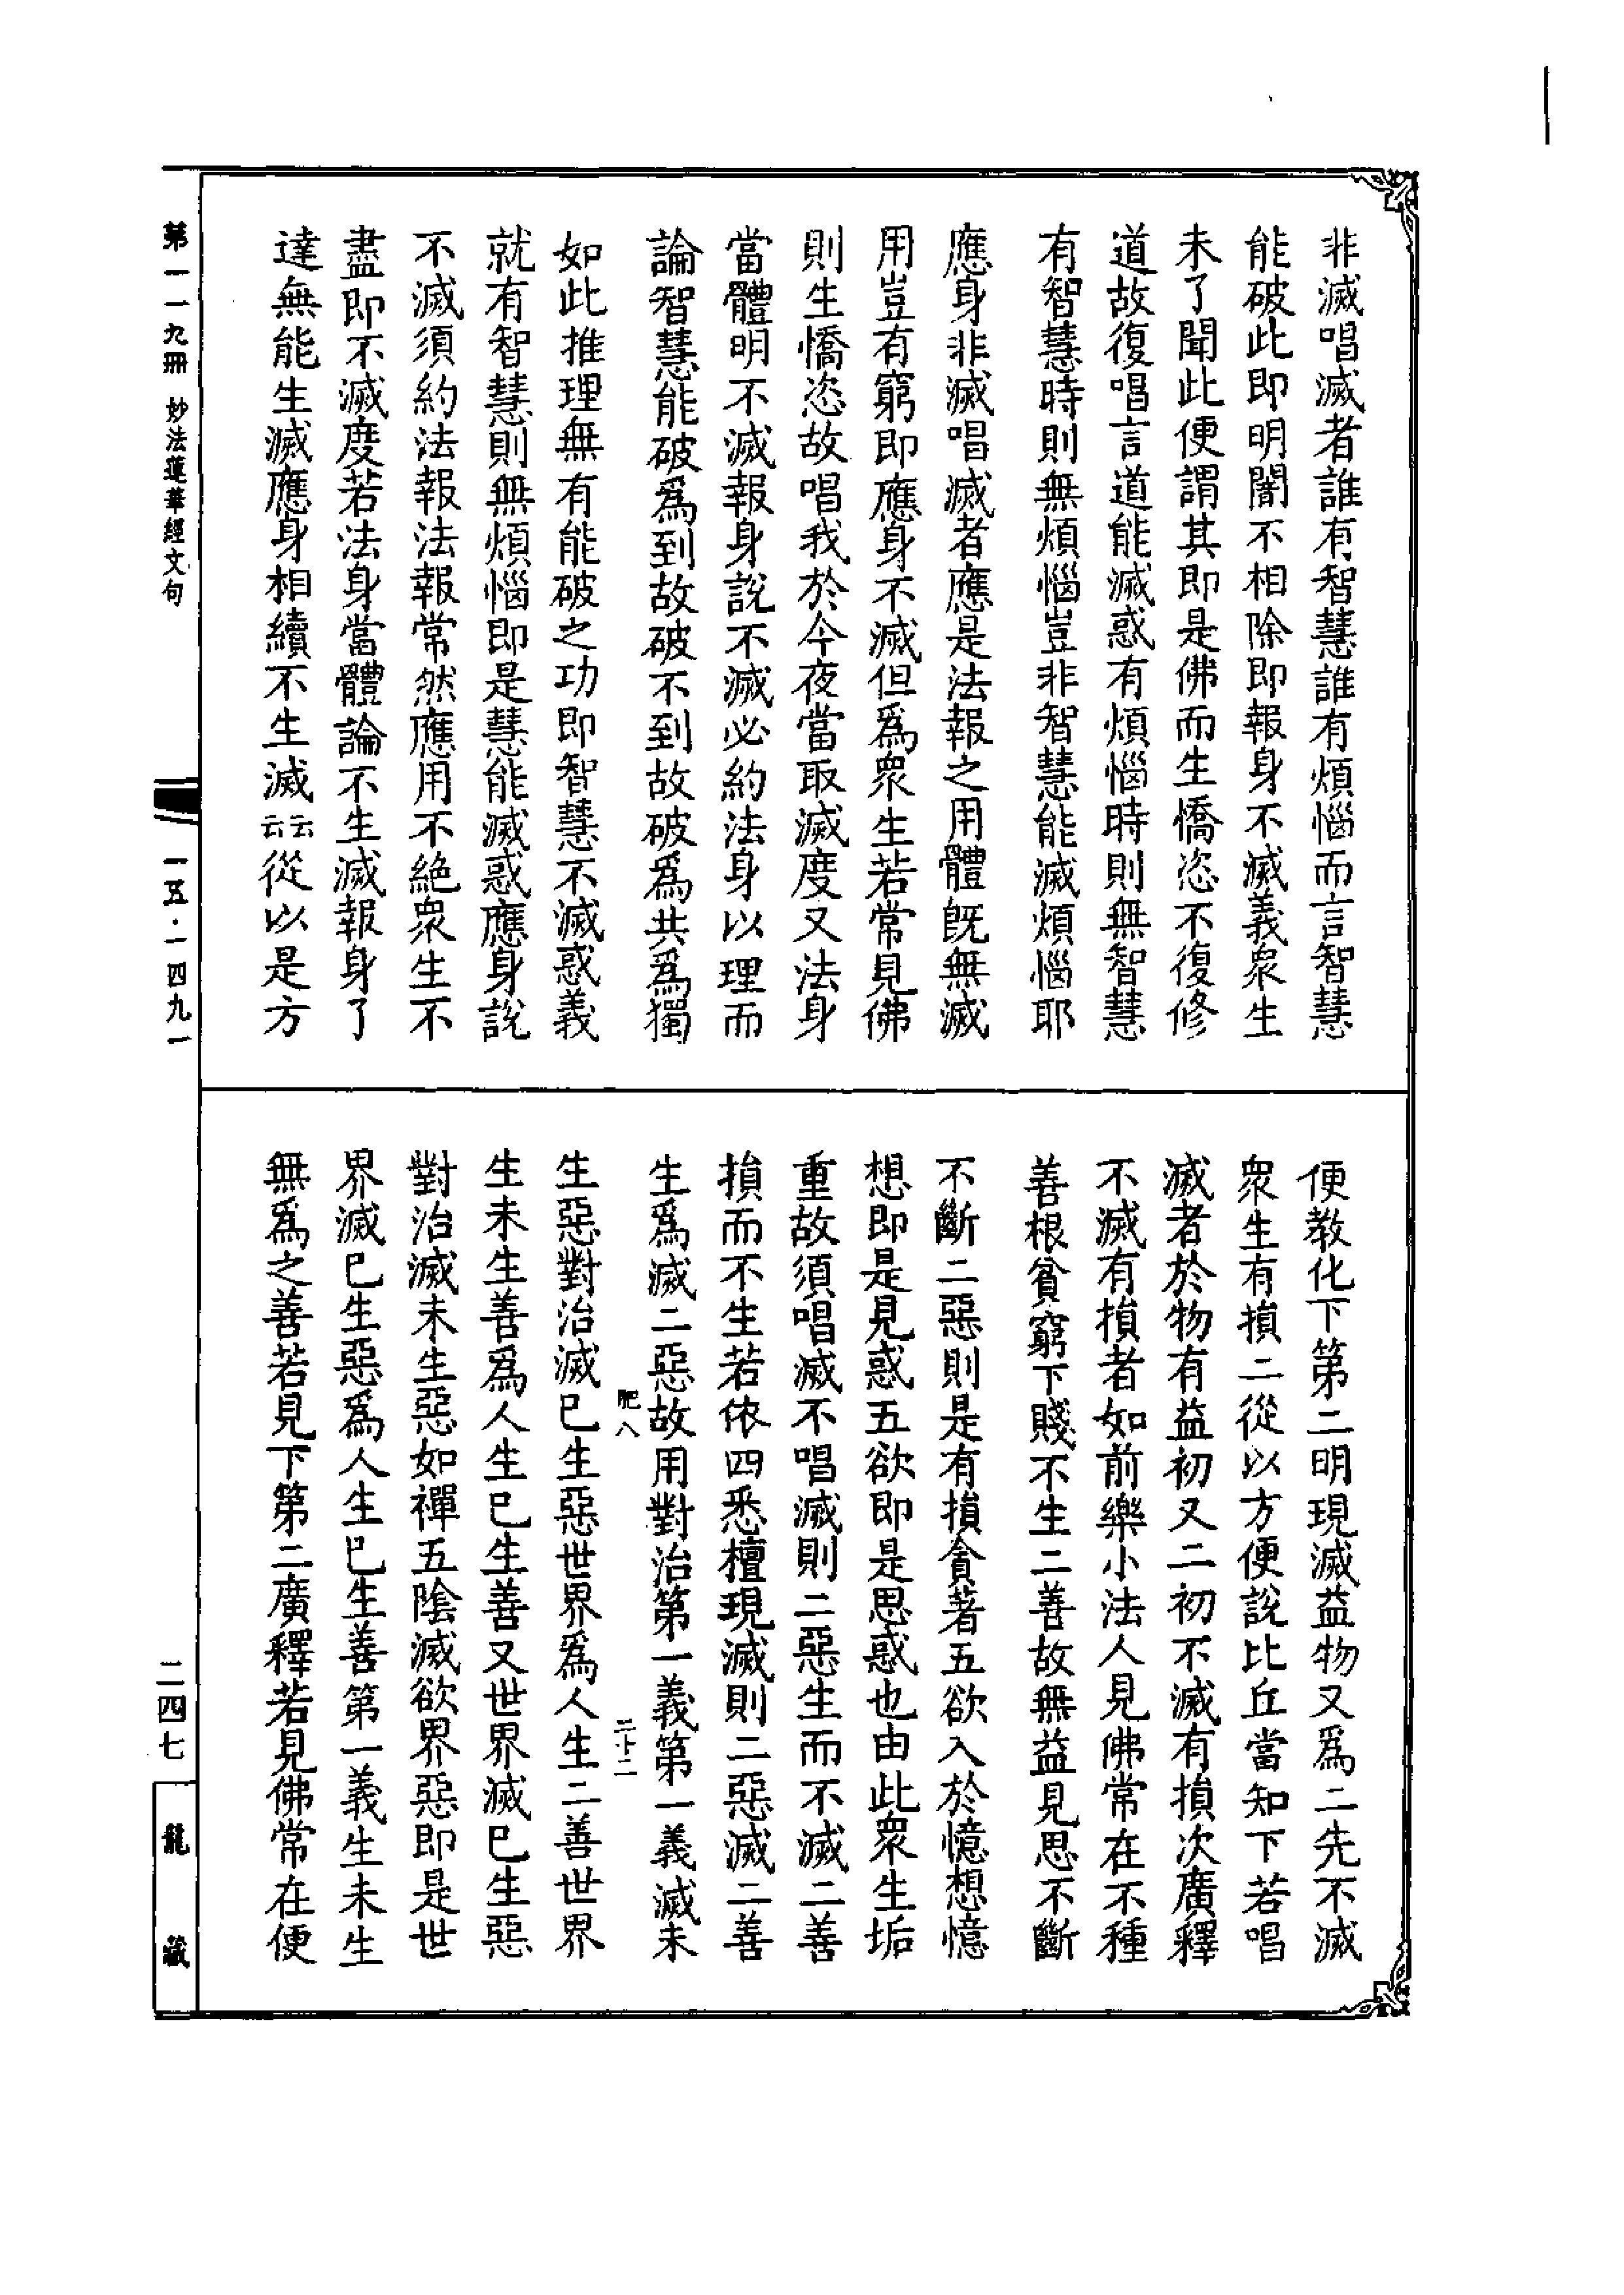 非滅唱滅者誰有智慧誰有煩惱而言智慧
能破此即明闇不相除即報身不滅義衆生
未了聞此便謂其即是佛而生憍恣不復修
道故復唱言道能滅惑有煩惱時則無智慧
有智慧時則無煩惱豈非智慧能滅煩惱耶
應身非滅唱滅者應是法報之用體旣無滅
用豈有窮即應身不滅但爲衆生若常見佛
則生憍恣故唱我於今夜當取滅度又法身
當體明不滅報身說不滅必約法身以理而
論智慧能破爲到故破不到故破爲共爲獨
如此推理無有能破之功即智慧不滅惑義
就有智慧則無煩惱即是慧能滅惑應身說
不滅須約法報法報常然應用不絕衆生不
盡即不滅度若法身當體論不生滅報身了
達無能生滅應身相續不生滅云云從以是方
便教化下第二明現滅益物又爲二先不滅
衆生有損二從以方便說比丘當知下若唱
滅者於物有益初又二初不滅有損次廣釋
不滅有損者如前樂小法人見佛常在不種
善根貧窮下賤不生二善故無益見思不斷
不斷二惡則是有損貪著五欲入於憶想憶
想即是見惑五欲即是思惑也由此衆生垢
重故須唱滅不唱滅則二惡生而不滅二善
損而不生若依四悉檀現滅則二惡滅二善
生爲滅二惡故用對治第一義第一義滅未
肥八
二十二
生惡對治滅已生惡世界爲人生二善世界
生未生善爲人生已生善又世界滅已生惡
對治滅未生惡如禪五陰滅欲界惡即是世
界滅已生惡爲人生已生善第一義生未生
無爲之善若見下第二廣釋若見佛常在便
第一一九冊 妙法蓮華經文句
一五·一四九一
二四七
龍藏